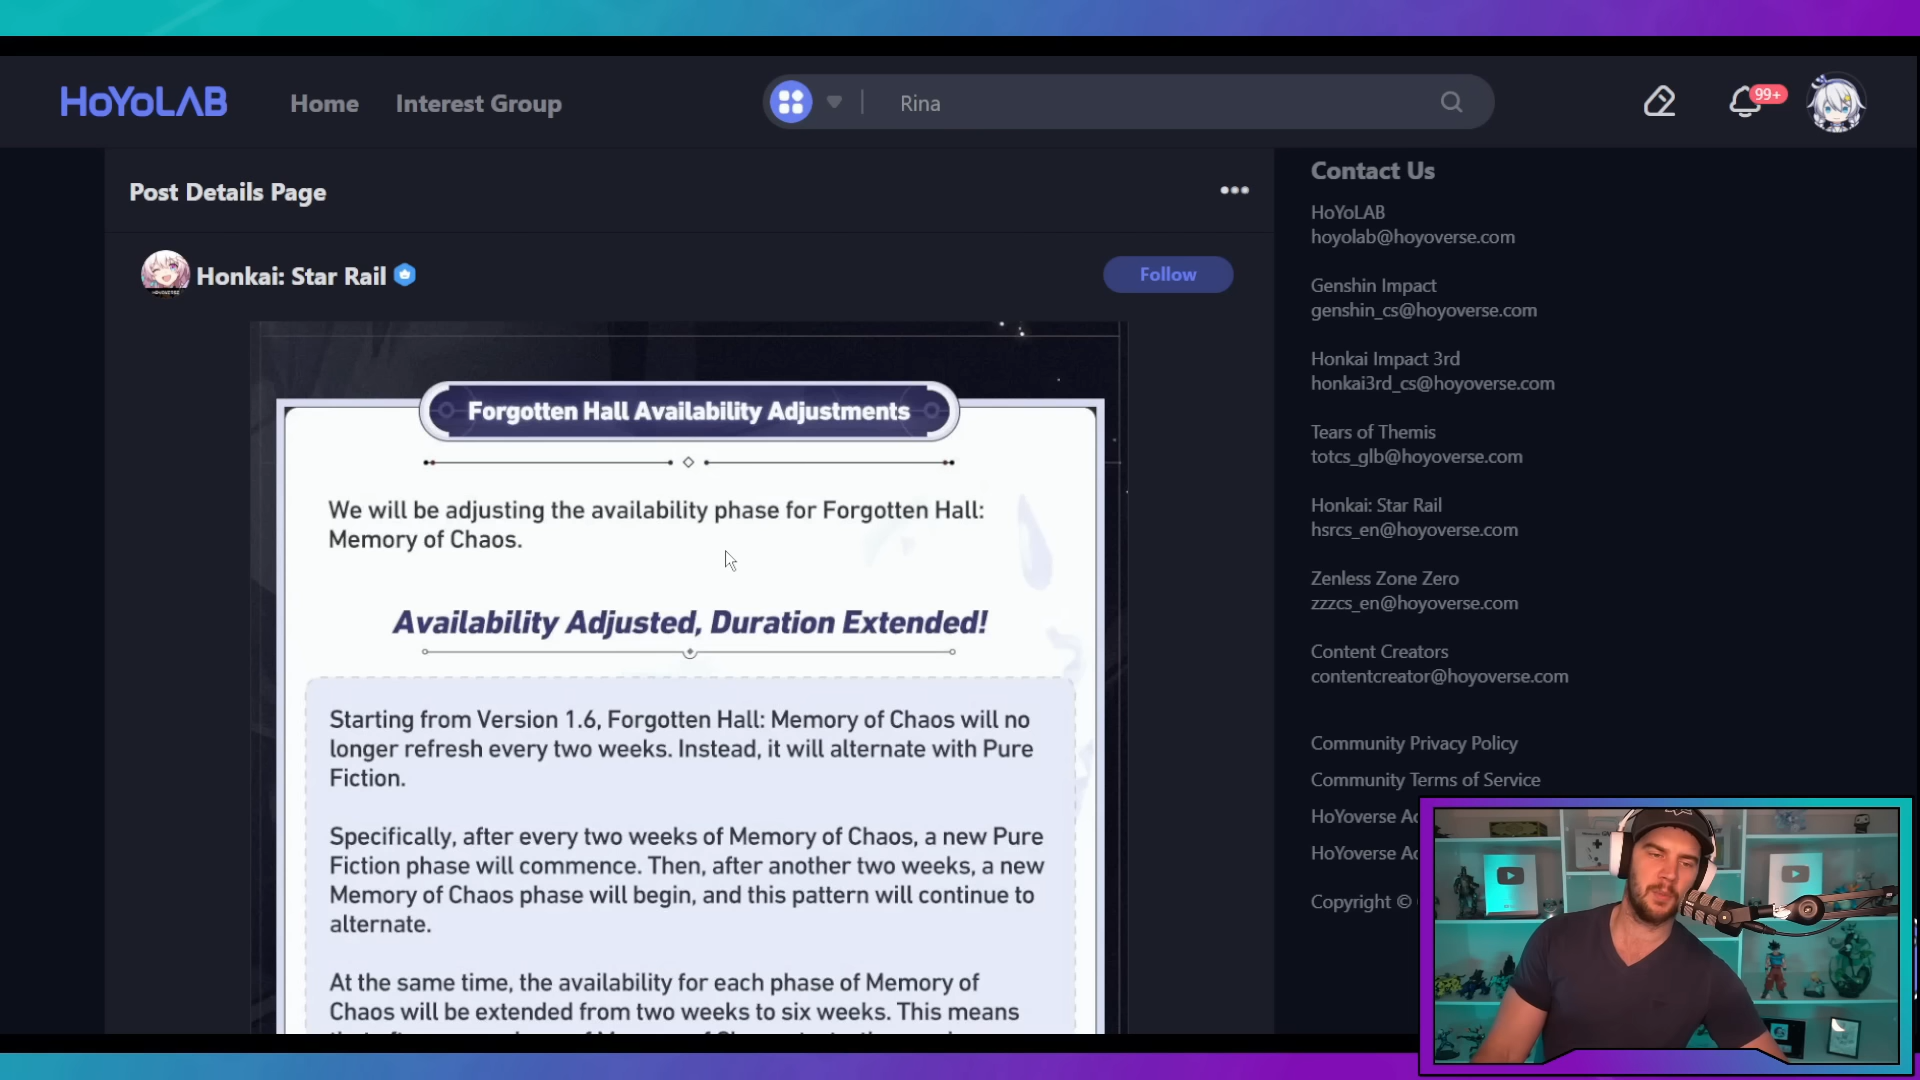 HoYoLAB
Home
Interest Group
Rina
99+
Post Details Page
Honkai: Star Rail
Follow
Forgotten Hall Availability Adjustments
We will be adjusting the availability phase for Forgotten Hall:
Memory of Chaos.
Availability Adjusted, Duration Extended!
Starting from Version 1.6, Forgotten Hall: Memory of Chaos will no
longer refresh every two weeks. Instead, it will alternate with Pure
Fiction.
Specifically, after every two weeks of Memory of Chaos, a new Pure
Fiction phase will commence. Then, after another two weeks, a new
Memory of Chaos phase will begin, and this pattern will continue to
alternate.
At the same time, the availability for each phase of Memory of
Chaos will be extended from two weeks to six weeks. This means
Contact Us
HoYoLAB
hoyolab@hoyoverse.com
Genshin Impact
genshin_cs@hoyoverse.com
Honkai Impact 3rd
honkai3rd_cs@hoyoverse.com
Tears of Themis
totcs_glb@hoyoverse.com
Honkai: Star Rail
hsrcs_en@hoyoverse.com
Zenless Zone Zero
zzzcs_en@hoyoverse.com
Content Creators
contentcreator@hoyoverse.com
Community Privacy Policy
Community Terms of Service
HoYoverse Ac
HoYoverse Ac
Copyright ©